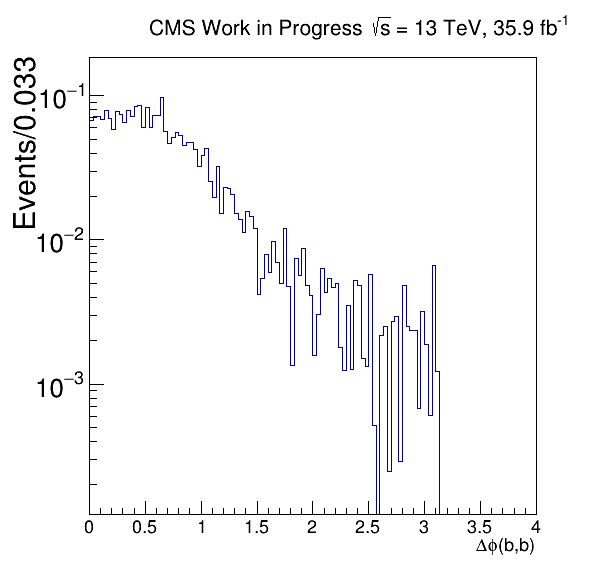 CMS Work in Progress √s = 13 TeV, 35.9 fb⁻¹
Events/0.033
10⁻¹
10⁻²
10⁻³
0 0.5 1 1.5 2 2.5 3 3.5 4
Δϕ(b,b)